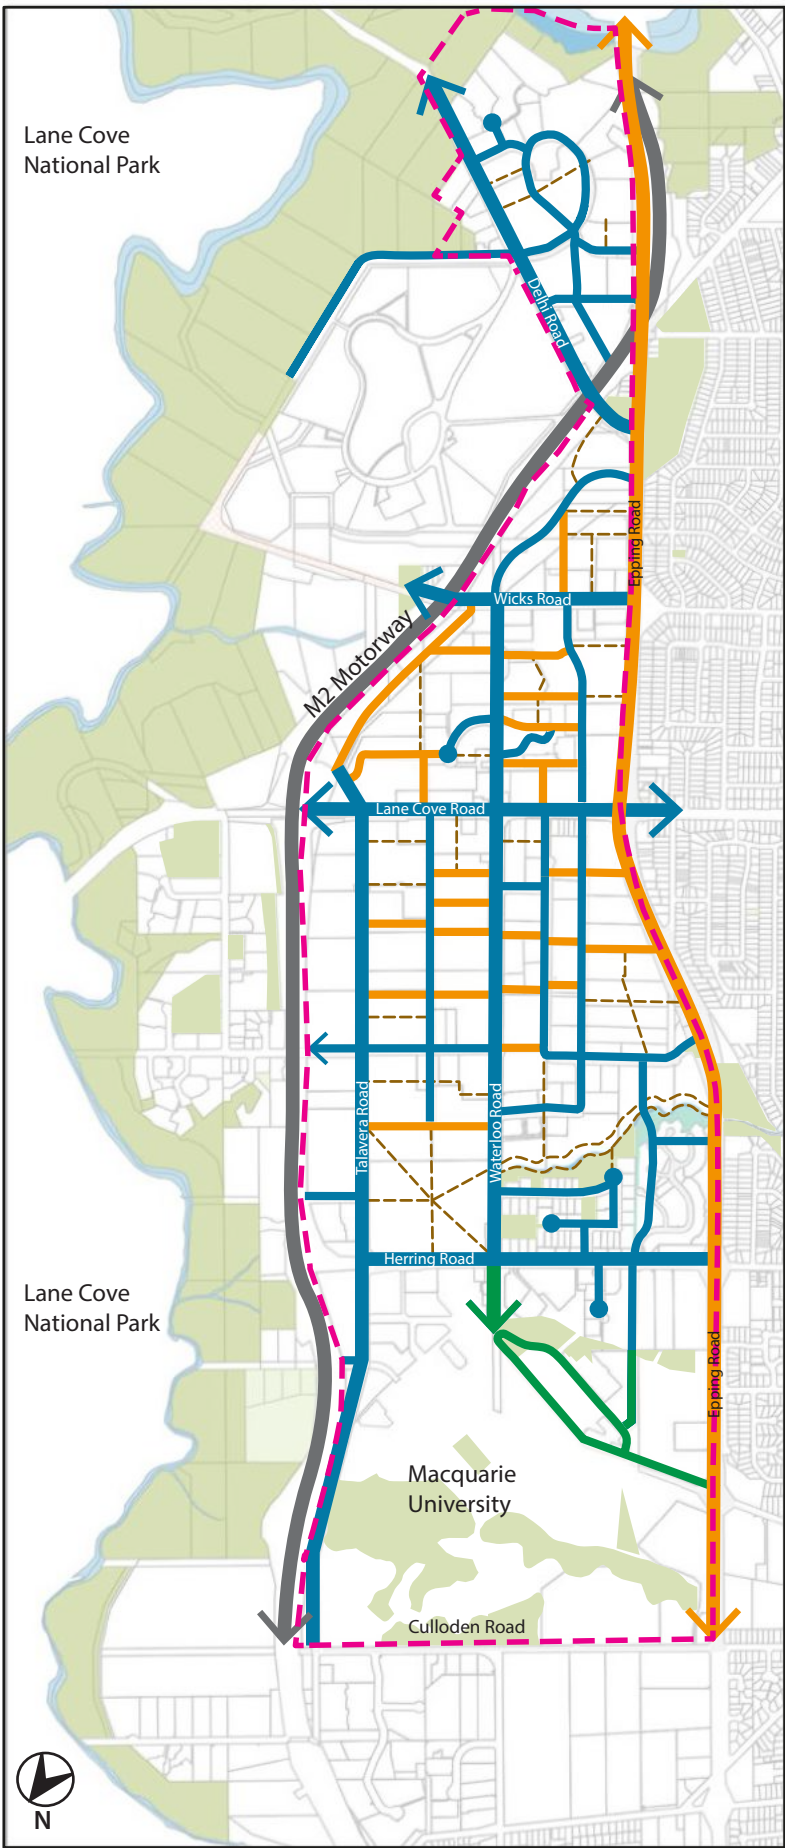 Lane Cove
National Park
Delhi Road
Epping Road
Wicks Road
M2 Motorway
Lane Cove Road
Talavera Road
Waterloo Road
Herring Road
Lane Cove
National Park
Epping Road
Macquarie
University
Culloden Road
N